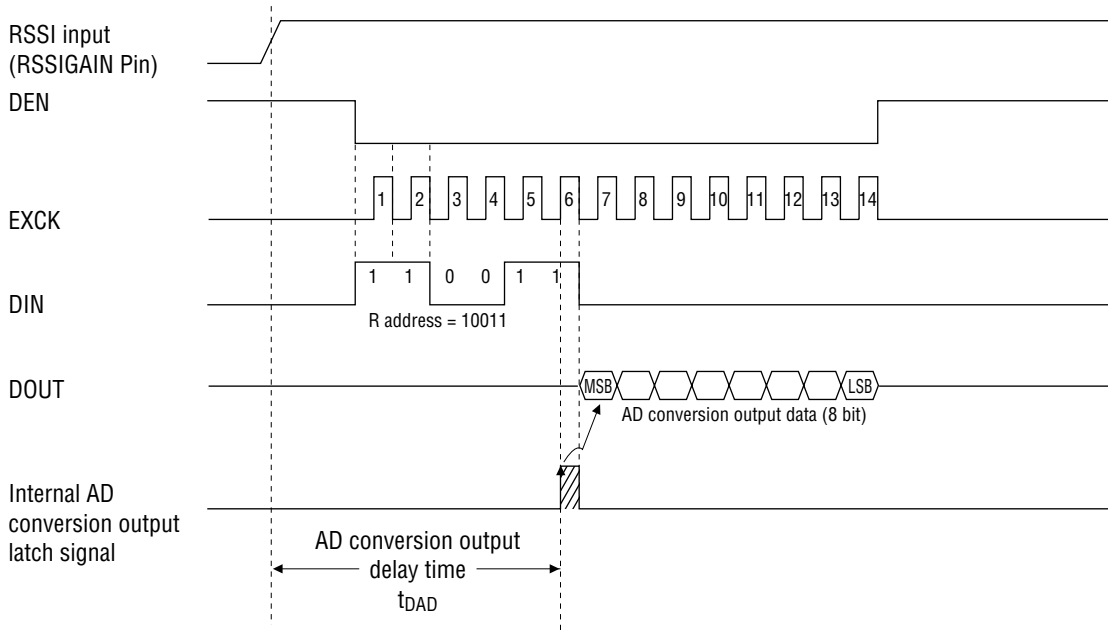 RSSI input
(RSSIGAIN Pin)
DEN
EXCK
1 2 3 4 5 6 7 8 9 10 11 12 13 14
DIN
1 1 0 0 1 1
R address = 10011
DOUT
MSB LSB
AD conversion output data (8 bit)
Internal AD
conversion output
latch signal
AD conversion output
delay time
tDAD